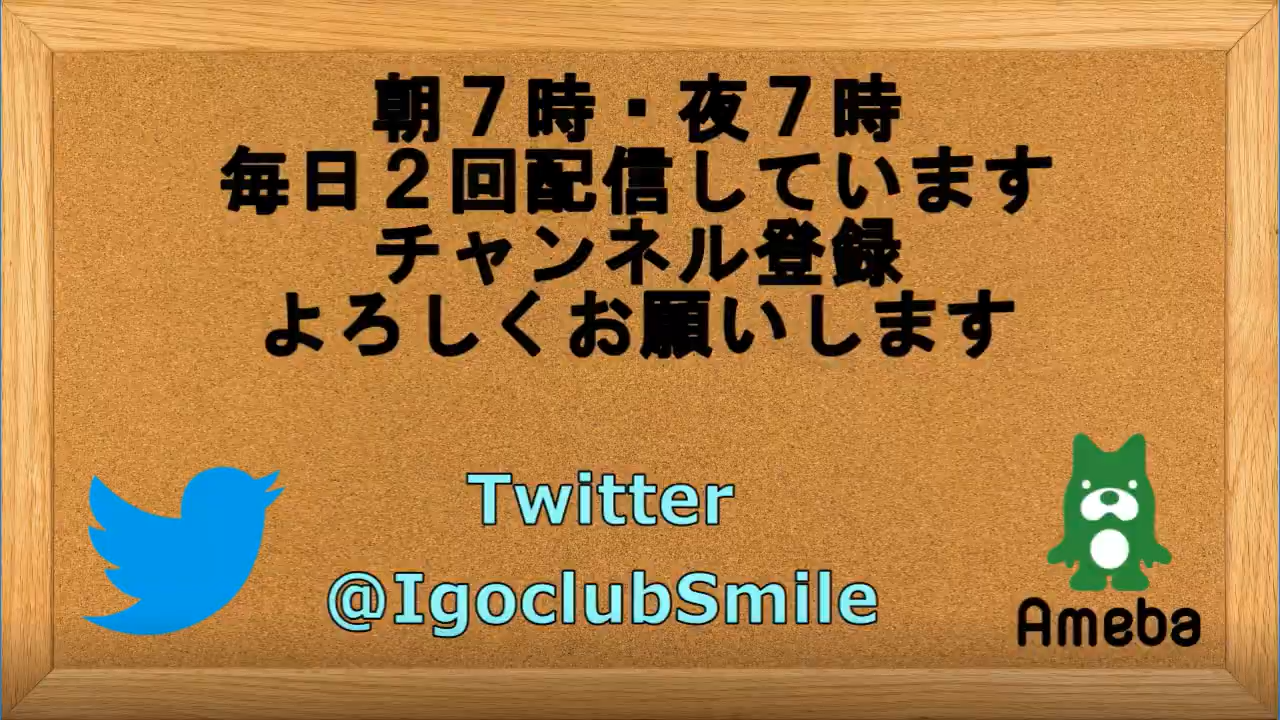 朝７時・夜７時
毎日２回配信しています
チャンネル登録
よろしくお願いします
Twitter
@IgoclubSmile
Ameba